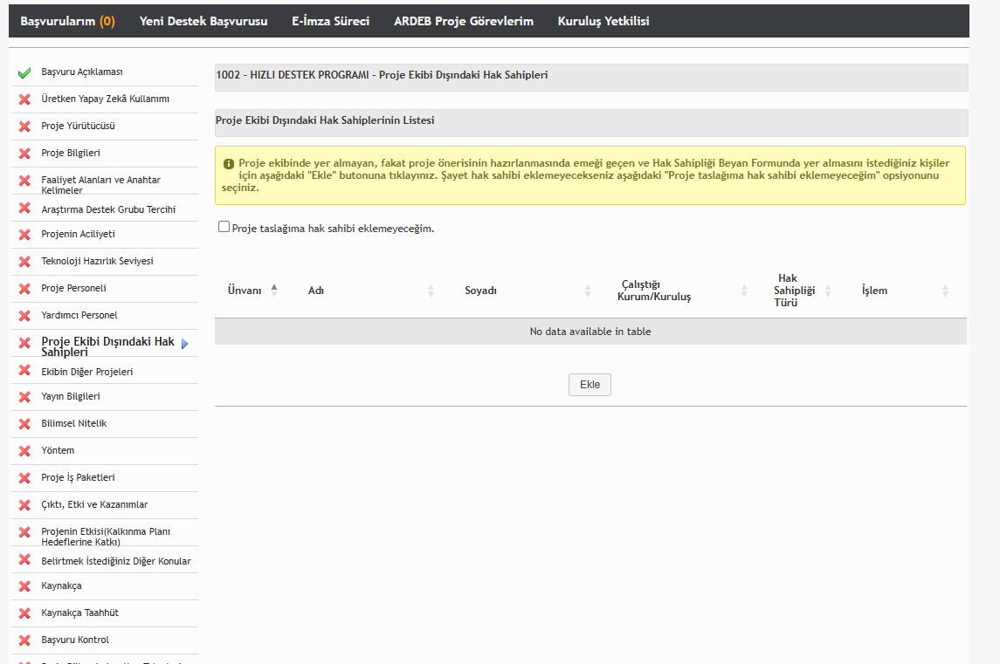 Başvurularım (0) Yeni Destek Başvurusu E-İmza Süreci ARDEB Proje Görevlerim Kuruluş Yetkilisi
Başvuru Açıklaması
Üretken Yapay Zekâ Kullanımı
Proje Yürütücüsü
Proje Bilgileri
Faaliyet Alanları ve Anahtar
Kelimeler
Araştırma Destek Grubu Tercihi
Projenin Aciliyeti
Teknoloji Hazırlık Seviyesi
Proje Personeli
Yardımcı Personel
Proje Ekibi Dışındaki Hak
Sahipleri
Ekibin Diğer Projeleri
Yayın Bilgileri
Bilimsel Nitelik
Yöntem
Proje İş Paketleri
Çıktı, Etki ve Kazanımlar
Projenin Etkisi(Kalkınma Planı
Hedeflerine Katkı)
Belirtmek İstediğiniz Diğer Konular
Kaynakça
Kaynakça Taahhüt
Başvuru Kontrol
1002 - HIZLI DESTEK PROGRAMI - Proje Ekibi Dışındaki Hak Sahipleri
Proje Ekibi Dışındaki Hak Sahiplerinin Listesi
Proje ekibinde yer almayan, fakat proje önerisinin hazırlanmasında emeği geçen ve Hak Sahipliği Beyan Formunda yer almasını istediğiniz kişiler
için aşağıdaki "Ekle" butonuna tıklayınız. Şayet hak sahibi eklemeyecekseniz aşağıdaki "Proje taslağıma hak sahibi eklemeyeceğim" opsiyonunu
seçiniz.
Proje taslağıma hak sahibi eklemeyeceğim.
Ünvanı Adı Soyadı Çalıştığı
Kurum/Kuruluş Hak
Sahipliği
Türü İşlem
No data available in table
Ekle